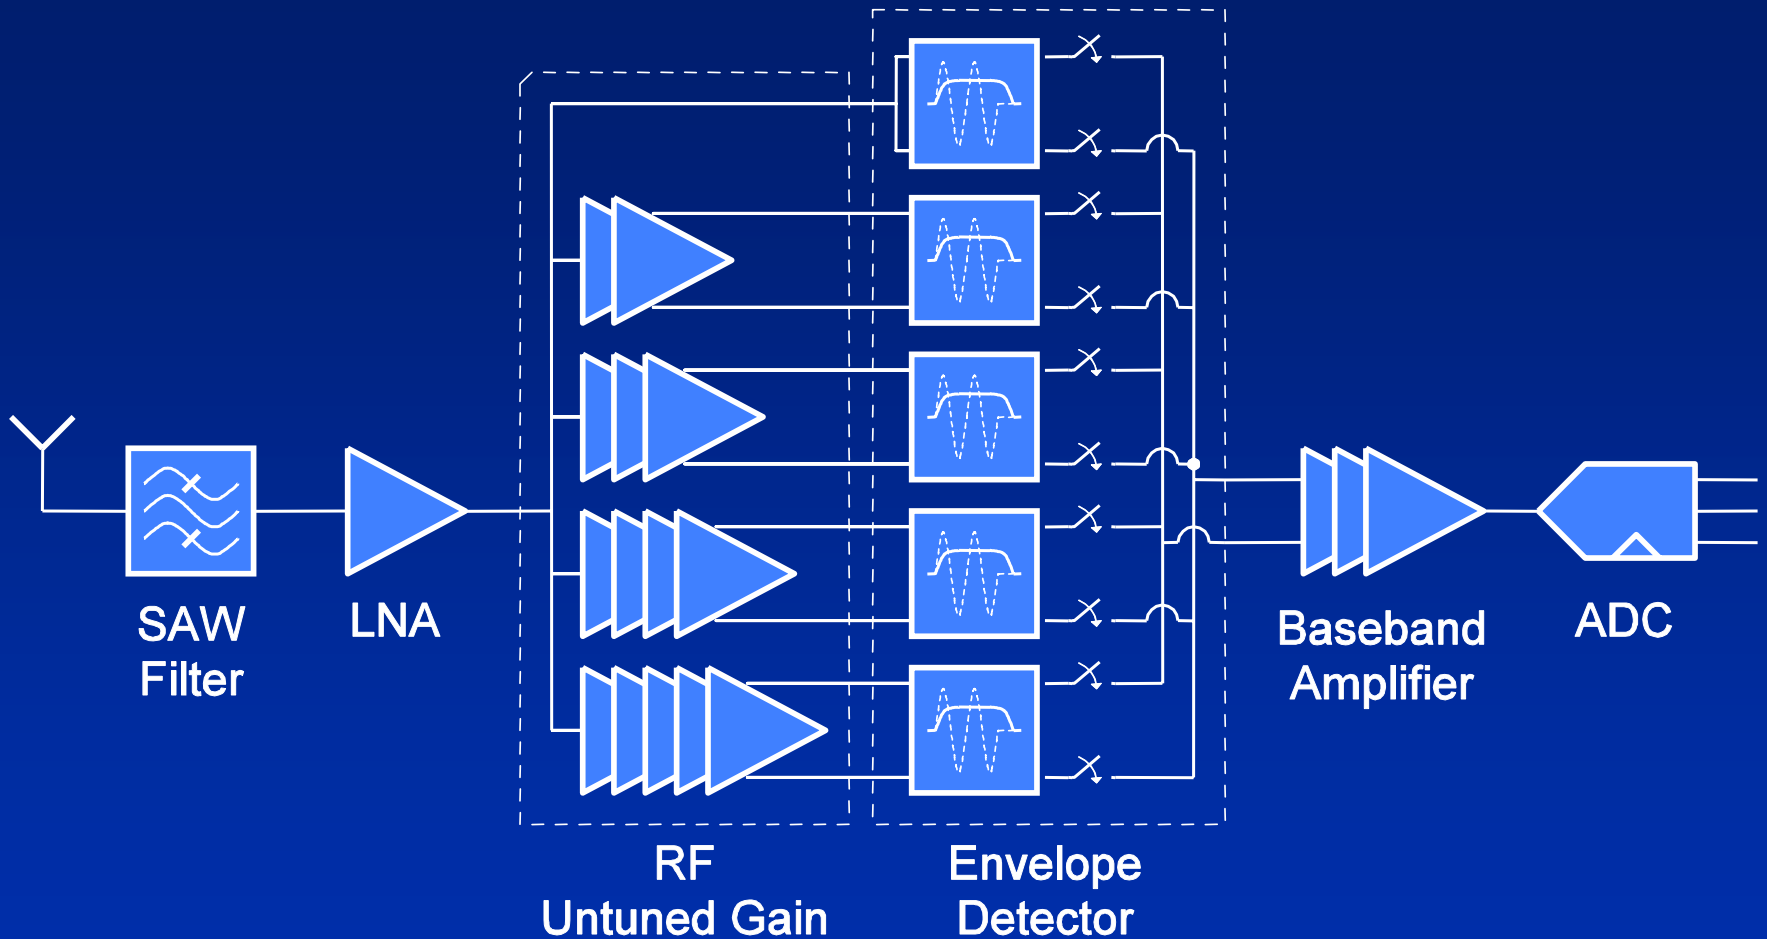 SAW
Filter
LNA
RF
Untuned Gain
Envelope
Detector
Baseband
Amplifier
ADC